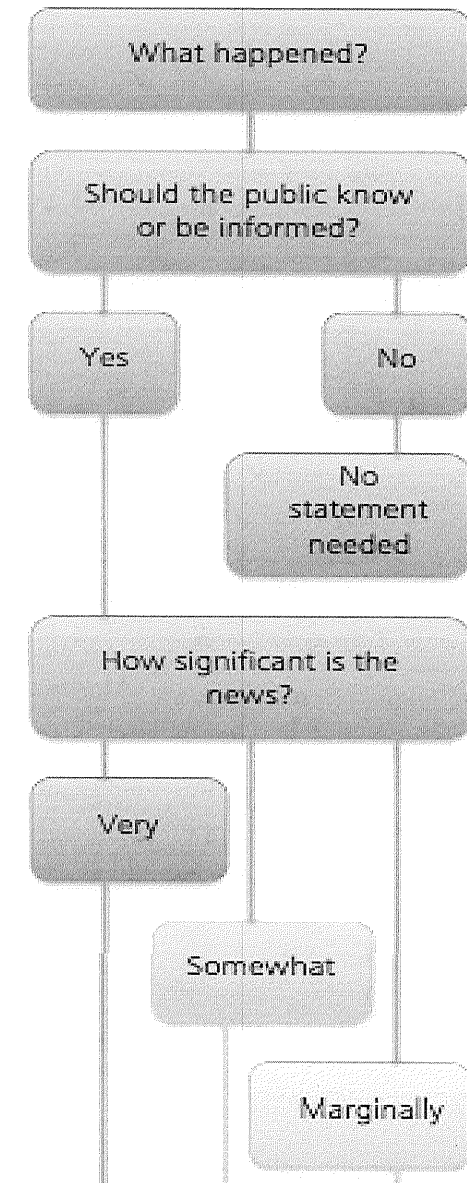 What happened?
Should the public know
or be informed?
Yes
No
No
statement
needed
How significant is the
news?
Very
Somewhat
Marginally